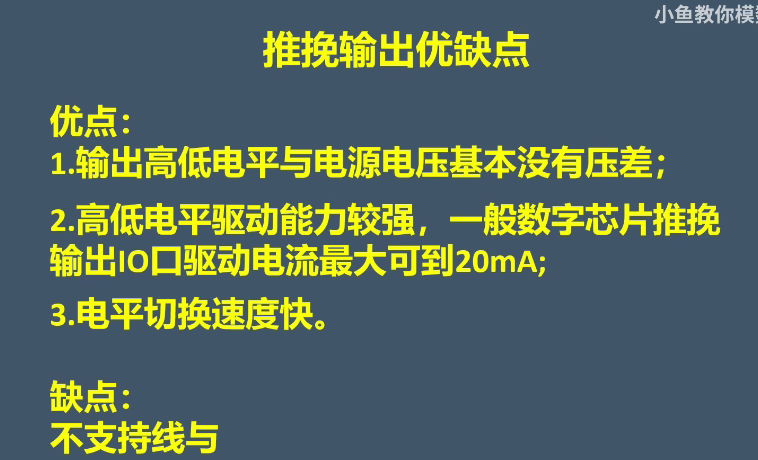 小鱼教你模
推挽输出优缺点
优点：
1.输出高低电平与电源电压基本没有压差；
2.高低电平驱动能力较强，一般数字芯片推挽
输出IO口驱动电流最大可到20mA;
3.电平切换速度快。
缺点：
不支持线与